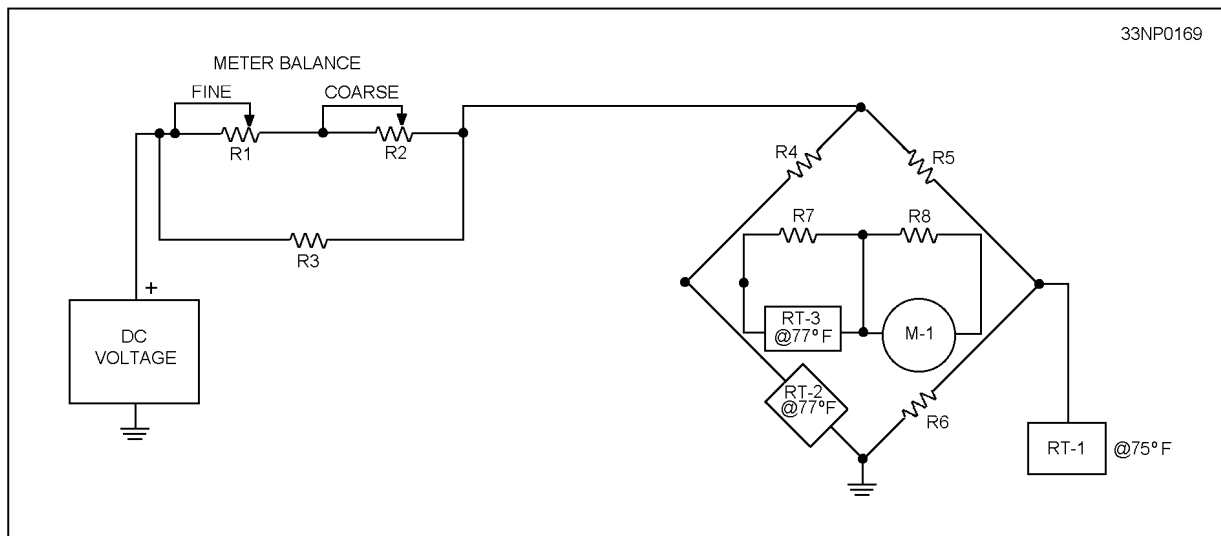 33NP0169
METER BALANCE
FINE
COARSE
R1
R2
R3
+
DC
VOLTAGE
R4
R5
R7
R8
RT-3
@77°F
M-1
RT-2
@77°F
R6
RT-1
@75°F